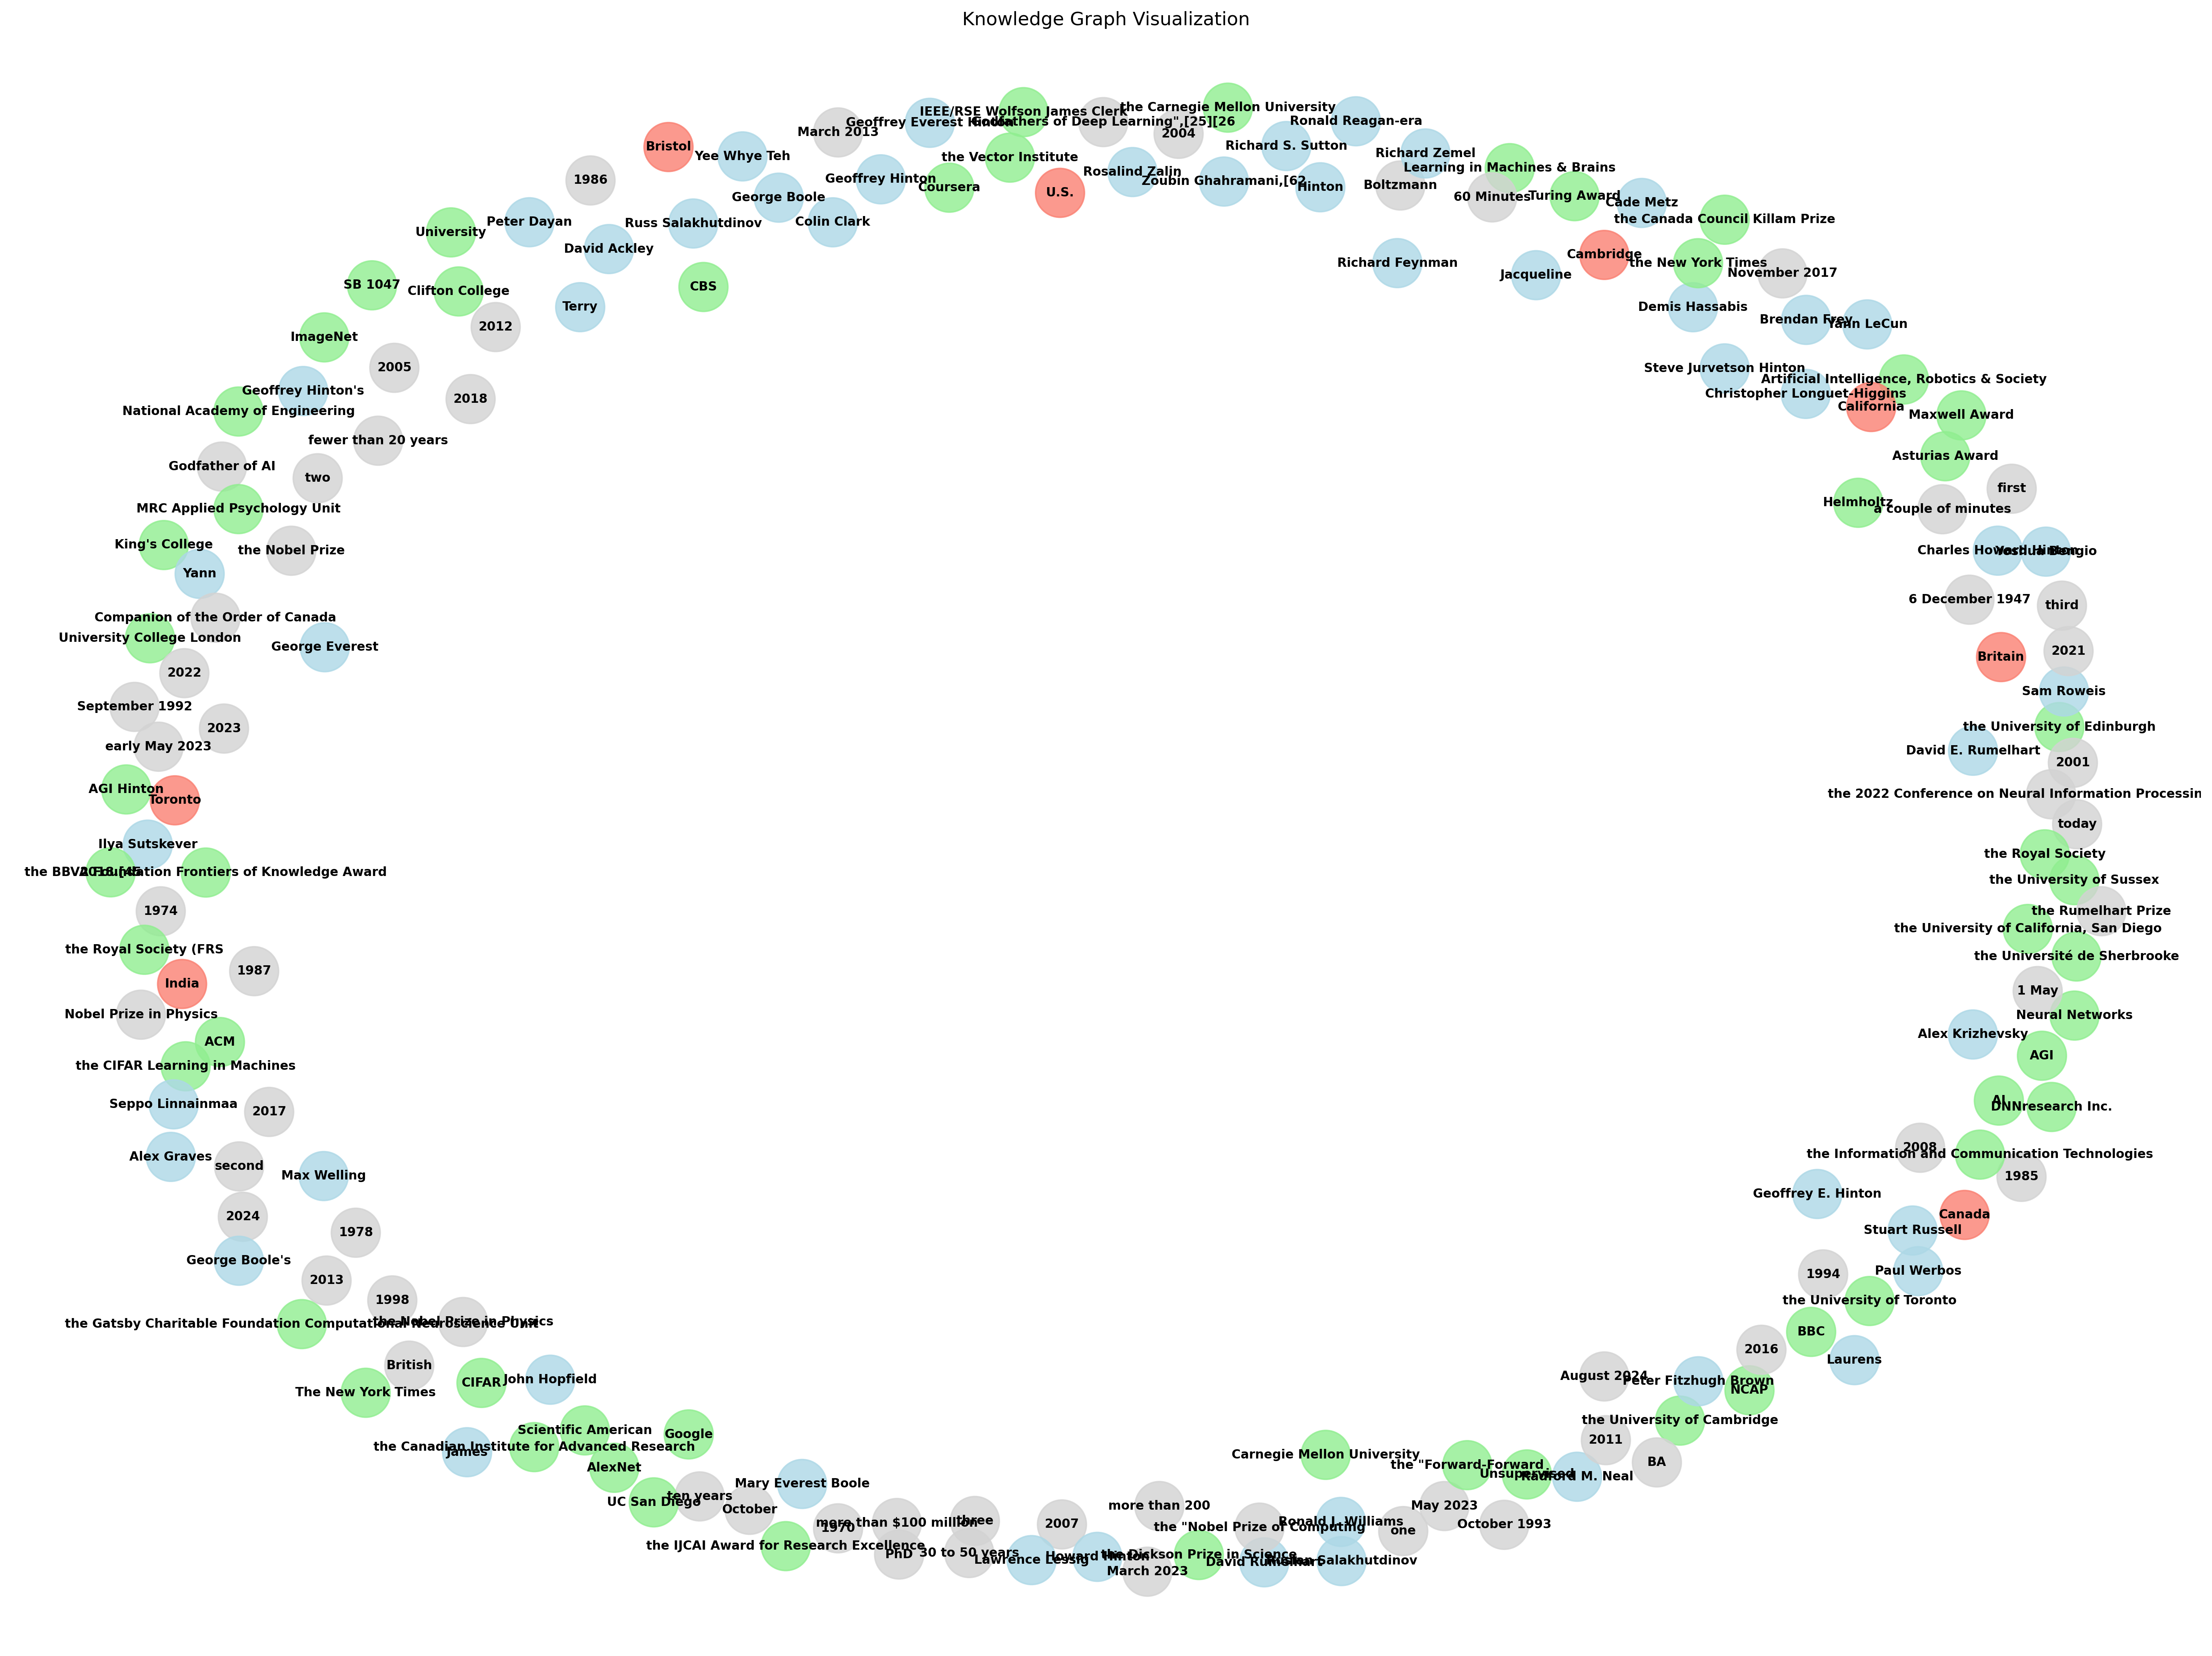 Knowledge Graph Visualization
IEEE/RSE Wolfson James Clerk
the Carnegie Mellon University
Geoffrey Everest Hinton
Godfathers of Deep Learning",[25][26
Ronald Reagan-era
March 2013
2004
Bristol
Yee Whye Teh
the Vector Institute
Richard S. Sutton
Richard Zemel
Learning in Machines & Brains
Rosalind Zalin
1986
Geoffrey Hinton
Coursera
U.S.
Zoubin Ghahramani,[62
Hinton
Boltzmann
60 Minutes
Turing Award
Cade Metz
George Boole
the Canada Council Killam Prize
Peter Dayan
Russ Salakhutdinov
Colin Clark
University
David Ackley
Cambridge
Richard Feynman
the New York Times
November 2017
Jacqueline
SB 1047
Clifton College
CBS
Terry
Demis Hassabis
Brendan Frey
Yann LeCun
2012
ImageNet
2005
Steve Jurvetson Hinton
Artificial Intelligence, Robotics & Society
Geoffrey Hinton's
Christopher Longuet-Higgins
2018
California
National Academy of Engineering
Maxwell Award
fewer than 20 years
Asturias Award
Godfather of AI
two
first
Helmholtz
MRC Applied Psychology Unit
a couple of minutes
King's College
the Nobel Prize
Charles Howard Hinton
Yoshua Bengio
Yann
6 December 1947
third
Companion of the Order of Canada
University College London
George Everest
2021
Britain
2022
Sam Roweis
September 1992
2023
the University of Edinburgh
early May 2023
David E. Rumelhart
2001
AGI Hinton
Toronto
the 2022 Conference on Neural Information Processin
today
Ilya Sutskever
the Royal Society
the BBVA Foundation Frontiers of Knowledge Award
2018,[45
the University of Sussex
1974
the Rumelhart Prize
the University of California, San Diego
the Royal Society (FRS
the Université de Sherbrooke
1987
India
1 May
Nobel Prize in Physics
Neural Networks
Alex Krizhevsky
ACM
AGI
the CIFAR Learning in Machines
Seppo Linnainmaa
2017
AI
DNNresearch Inc.
2008
the Information and Communication Technologies
Alex Graves
second
Max Welling
1985
Geoffrey E. Hinton
2024
Canada
1978
Stuart Russell
George Boole's
Paul Werbos
2013
1994
1998
the University of Toronto
the Gatsby Charitable Foundation Computational Neuroscience Unit
the Nobel Prize in Physics
BBC
2016
British
Laurens
August 2024
Peter Fitzhugh Brown
The New York Times
CIFAR
John Hopfield
NCAP
the University of Cambridge
Scientific American
Google
the Canadian Institute for Advanced Research
James
2011
Carnegie Mellon University
AlexNet
the "Forward-Forward
Unsupervised
Radford M. Neal
BA
Mary Everest Boole
ten years
UC San Diego
October
more than 200
May 2023
more than $100 million
three
2007
1970
the "Nobel Prize of Computing
Ronald J. Williams
one
October 1993
the IJCAI Award for Research Excellence
PhD
30 to 50 years
Lawrence Lessig
Howard Hinton
the Dickson Prize in Science
David Rumelhart
Ruslan Salakhutdinov
March 2023